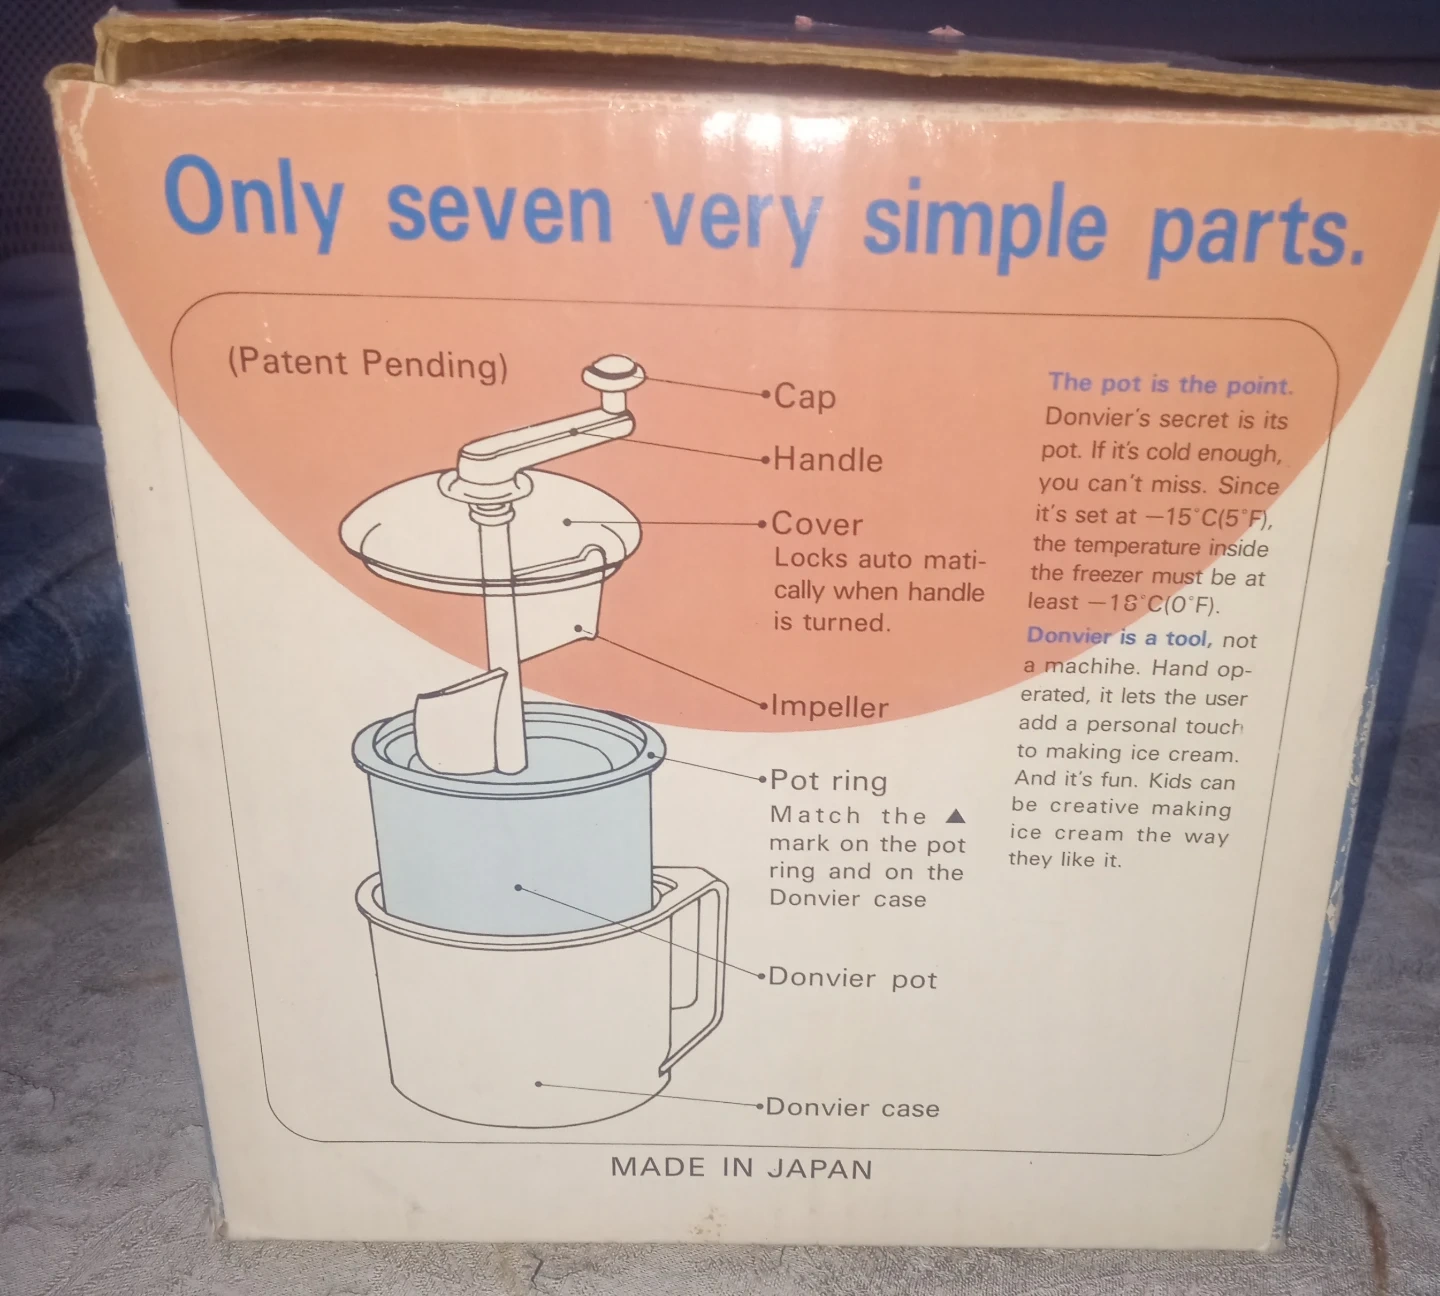 Only seven very simple parts.
(Patent Pending)
Cap
Handle
Cover
Locks auto mati-
cally when handle
is turned.
Impeller
Pot ring
Match the ▲
mark on the pot
ring and on the
Donvier case
Donvier pot
Donvier case
The pot is the point.
Donvier's secret is its
pot. If it's cold enough,
you can't miss. Since
it's set at —15°C(5°F),
the temperature inside
the freezer must be at
least —18°C(0°F).
Donvier is a tool, not
a machihe. Hand op-
erated, it lets the user
add a personal touch
to making ice cream.
And it's fun. Kids can
be creative making
ice cream the way
they like it.
MADE IN JAPAN